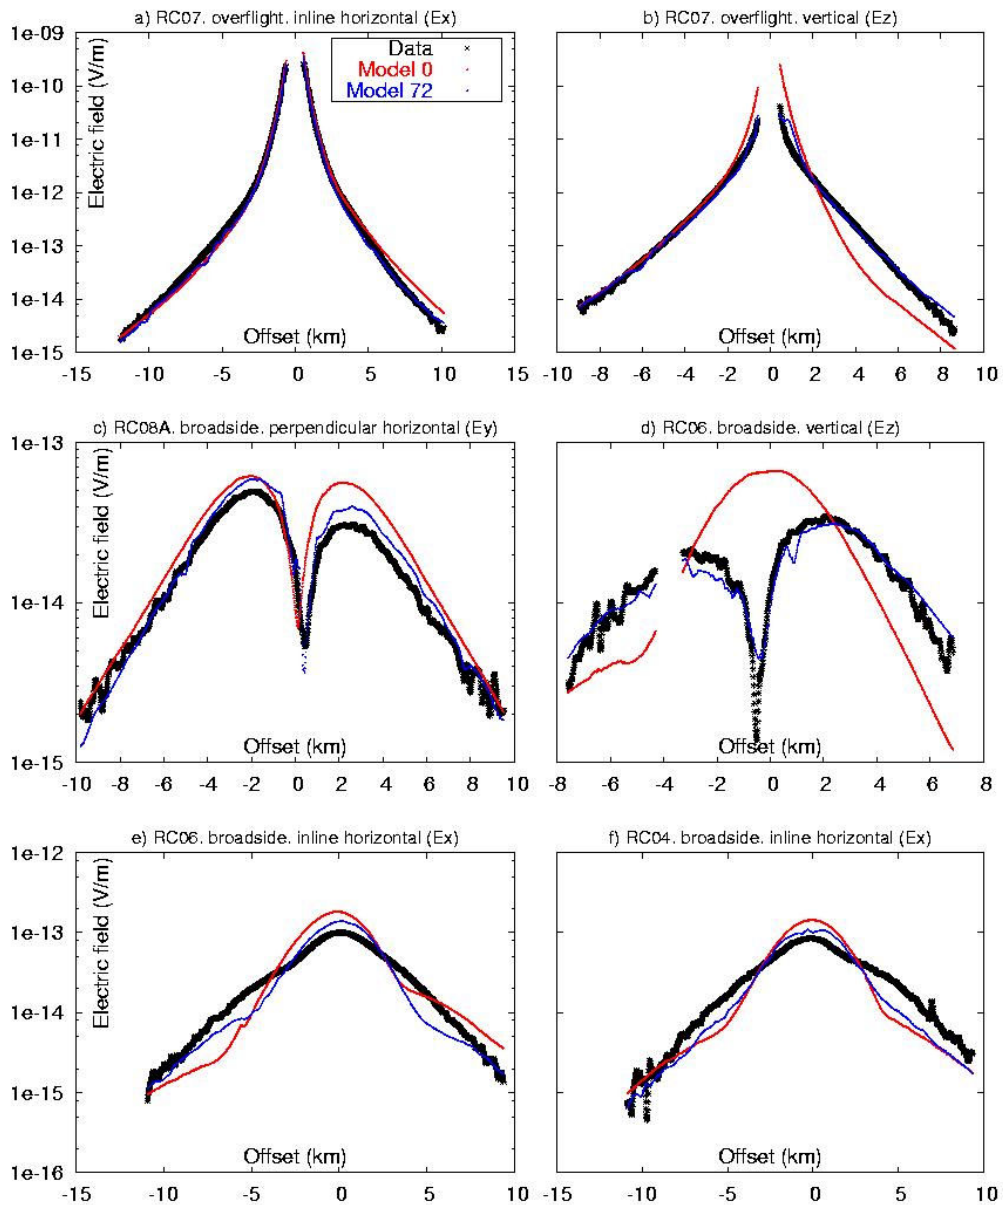 a) RC07. overflight. inline horizontal (Ex)
b) RC07. overflight. vertical (Ez)
Electric field (V/m)
1e-09
1e-10
1e-11
1e-12
1e-13
1e-14
1e-15
Data
Model 0
Model 72
Offset (km)
-15 -10 -5 0 5 10 15
Offset (km)
-10 -8 -6 -4 -2 0 2 4 6 8 10
c) RC08A. broadside. perpendicular horizontal (Ey)
d) RC06. broadside. vertical (Ez)
Electric field (V/m)
1e-13
1e-14
1e-15
Offset (km)
-10 -8 -6 -4 -2 0 2 4 6 8 10
Offset (km)
-8 -6 -4 -2 0 2 4 6 8
e) RC06. broadside. inline horizontal (Ex)
f) RC04. broadside. inline horizontal (Ex)
Electric field (V/m)
1e-12
1e-13
1e-14
1e-15
1e-16
Offset (km)
-15 -10 -5 0 5 10
Offset (km)
-15 -10 -5 0 5 10